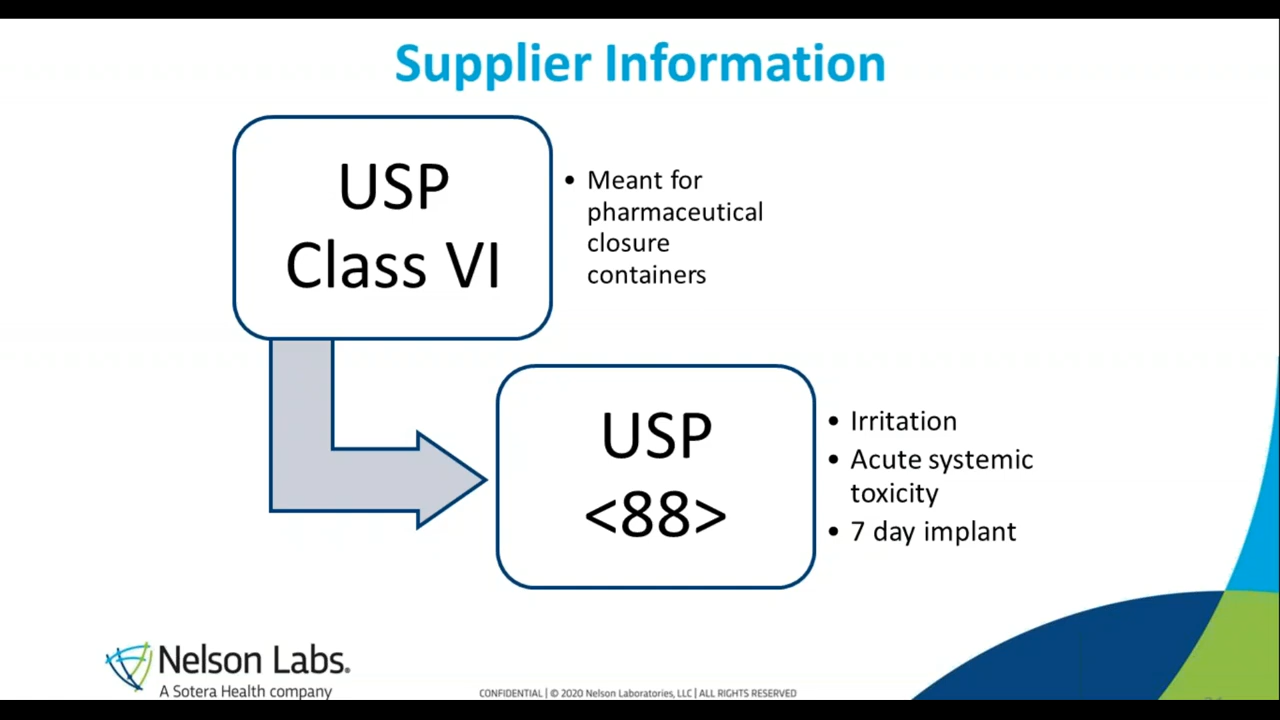 Supplier Information
USP
Class VI
• Meant for
pharmaceutical
closure
containers
USP
<88>
• Irritation
• Acute systemic
toxicity
• 7 day implant
Nelson Labs.
A Sotera Health company
CONFIDENTIAL | © 2020 Nelson Laboratories, LLC | ALL RIGHTS RESERVED